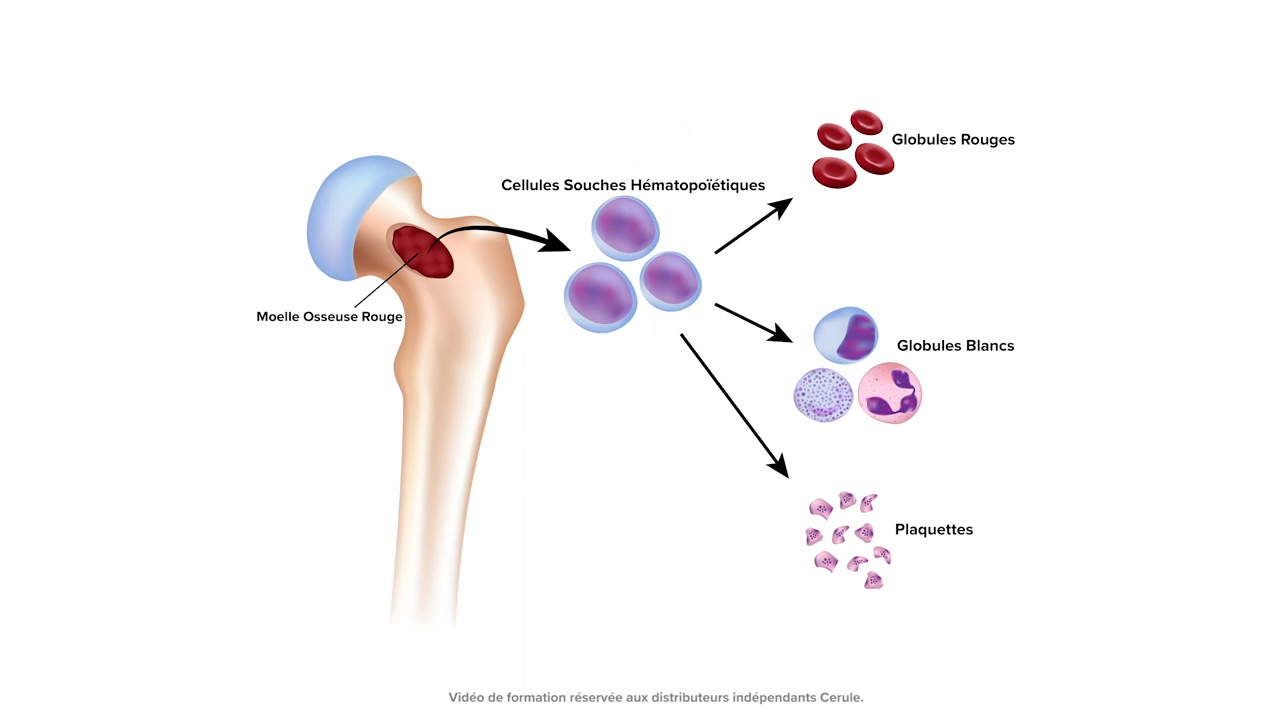 Globules Rouges
Cellules Souches Hématopoïétiques
Moelle Osseuse Rouge
Globules Blancs
Plaquettes
Vidéo de formation réservée aux distributeurs indépendants Cerule.